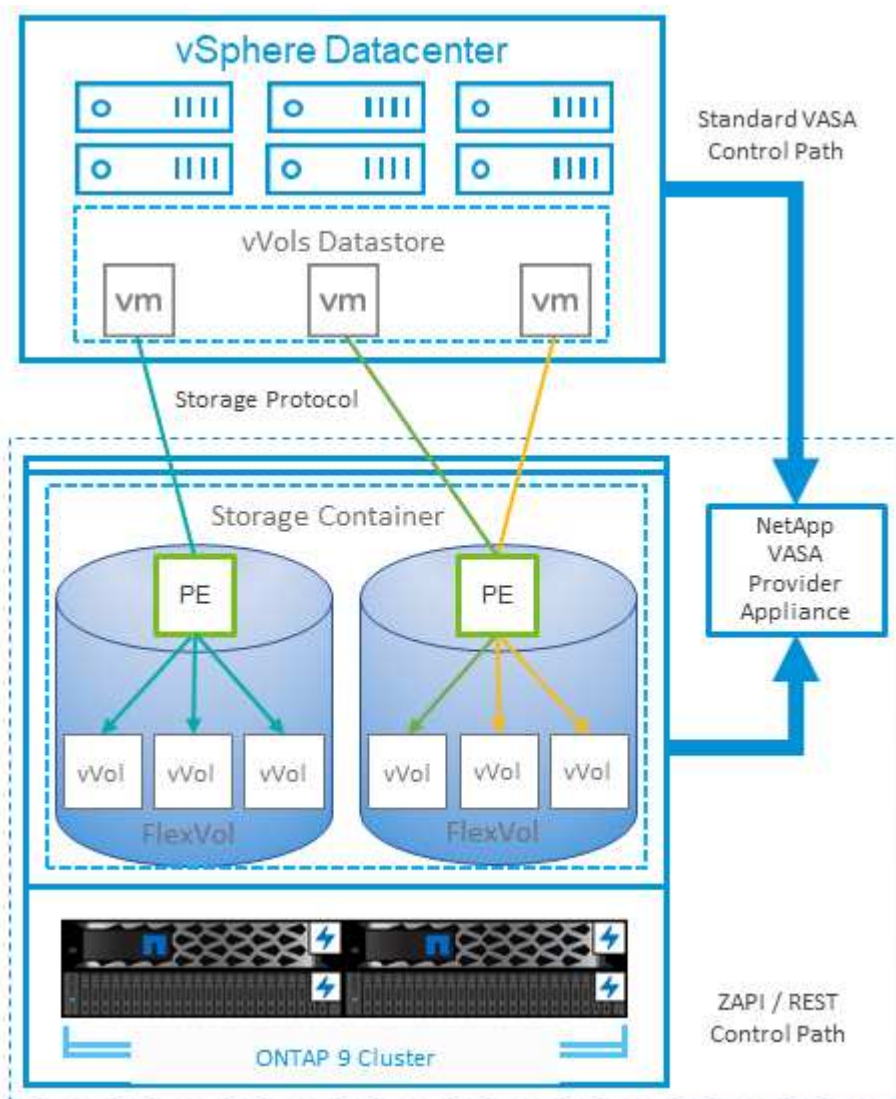 vSphere Datacenter
Standard VASA
Control Path
vVols Datastore
vm vm vm
Storage Protocol
Storage Container
NetApp
VASA
Provider
Appliance
PE PE
vVol vVol vVol vVol vVol vVol
FlexVol FlexVol
ZAPI / REST
Control Path
ONTAP 9 Cluster